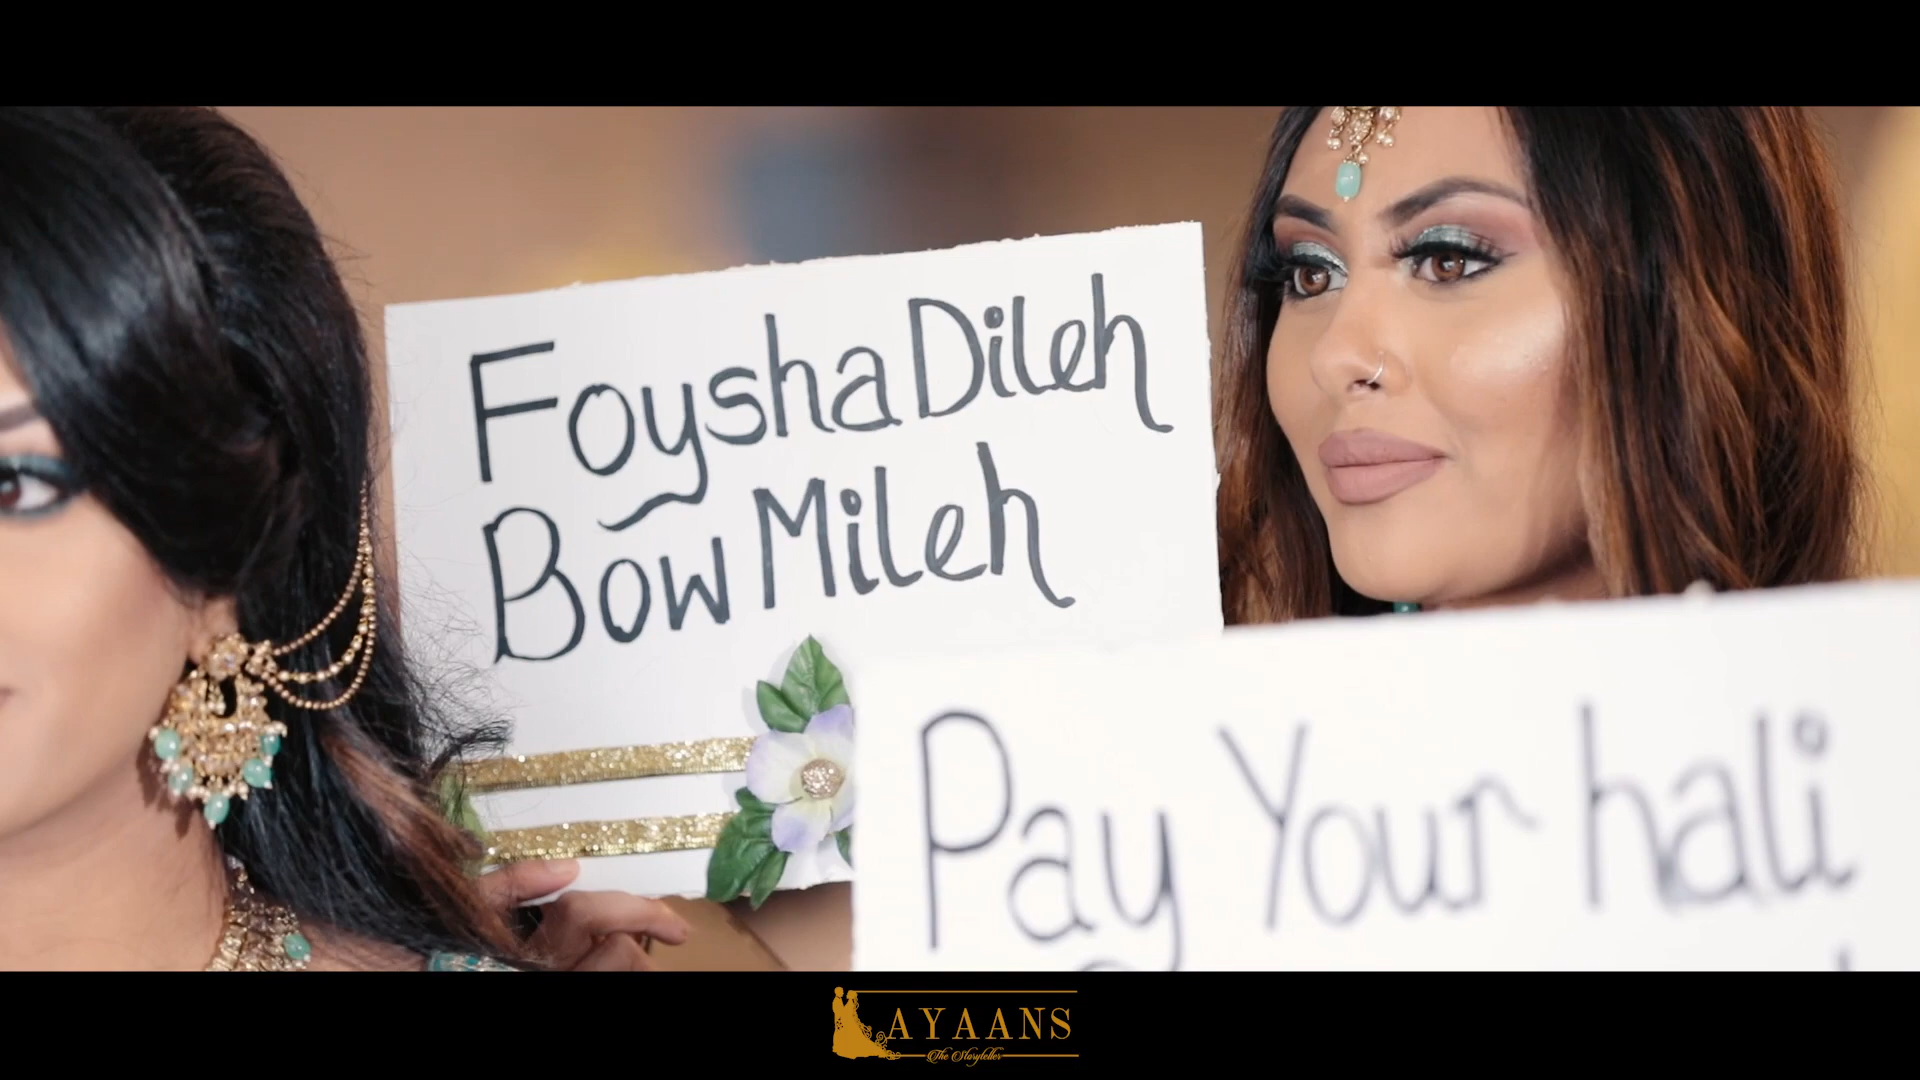 Foysha Dileh
Bow Mileh
Pay Your hali
AYAANS
The Storyteller